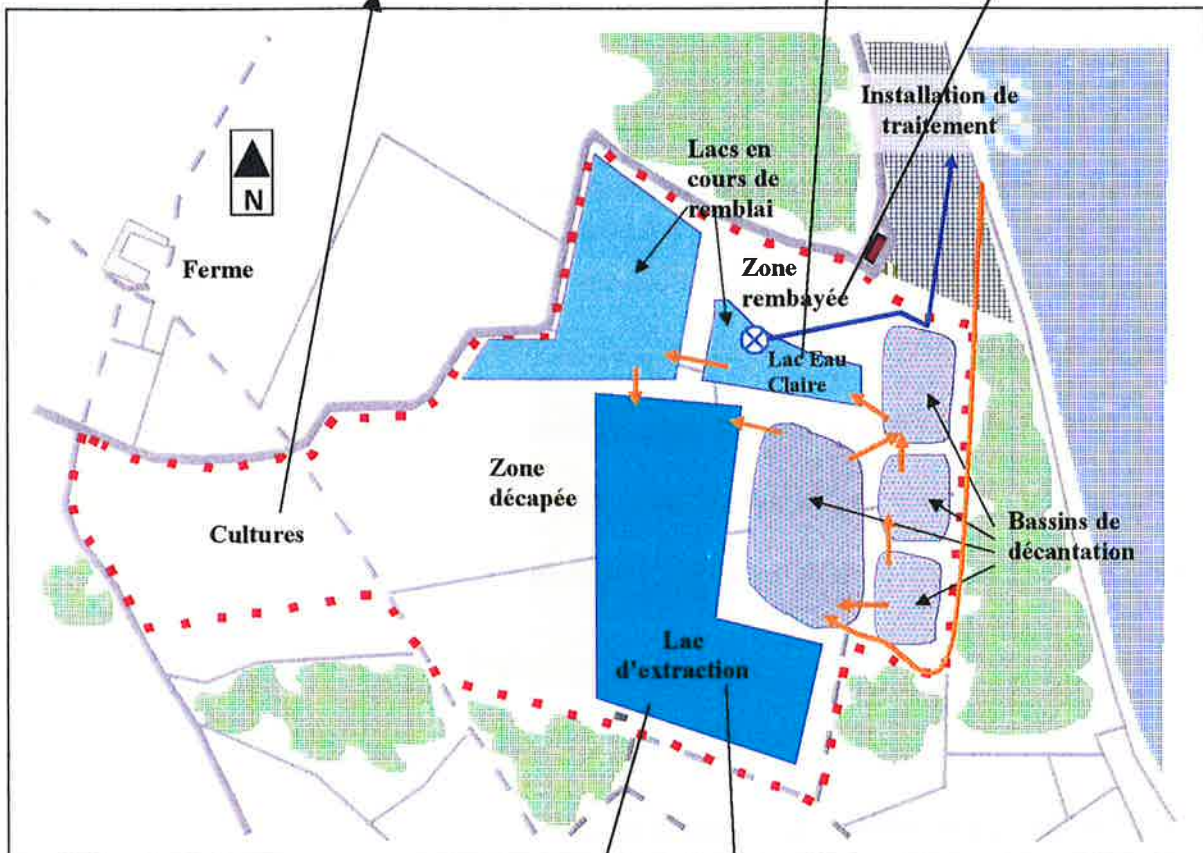 Installation de
traitement
Lacs en
cours de
remblai
N
Ferme
Zone
rembayée
Lac Eau
Claire
Zone
décapée
Cultures
Bassins de
décantation
Lac
d'extraction